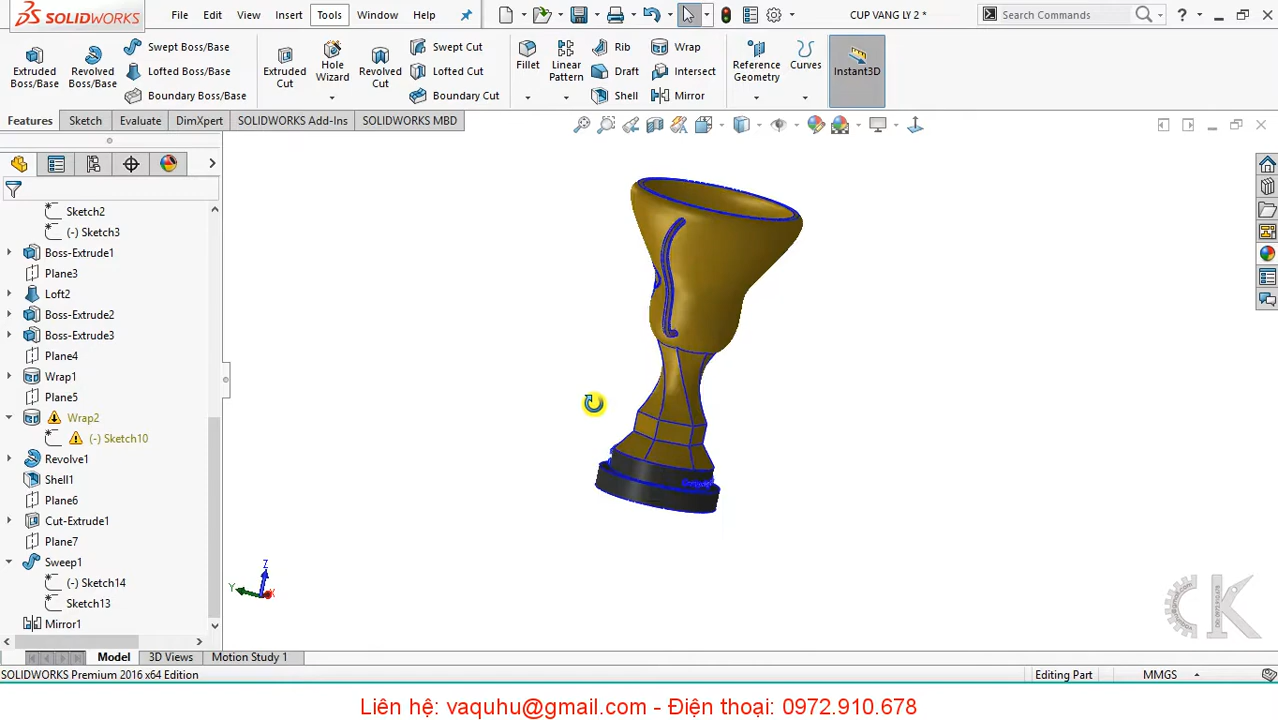 SOLIDWORKS
File Edit View Insert Tools Window Help
CUP VANG LY 2 *
Search Commands
Extruded Boss/Base
Revolved Boss/Base
Swept Boss/Base
Lofted Boss/Base
Boundary Boss/Base
Extruded Cut
Hole Wizard
Revolved Cut
Swept Cut
Lofted Cut
Boundary Cut
Fillet
Linear Pattern
Rib
Draft
Shell
Wrap
Intersect
Mirror
Reference Geometry
Curves
Instant3D
Features Sketch Evaluate DimXpert SOLIDWORKS Add-Ins SOLIDWORKS MBD
Sketch2
(-) Sketch3
Boss-Extrude1
Plane3
Loft2
Boss-Extrude2
Boss-Extrude3
Plane4
Wrap1
Plane5
Wrap2
(-) Sketch10
Revolve1
Shell1
Plane6
Cut-Extrude1
Plane7
Sweep1
(-) Sketch14
Sketch13
Mirror1
Z
Y
X
CK
Model 3D Views Motion Study 1
SOLIDWORKS Premium 2016 x64 Edition
Editing Part
MMGS
Liên hệ: vaquhu@gmail.com - Điện thoại: 0972.910.678